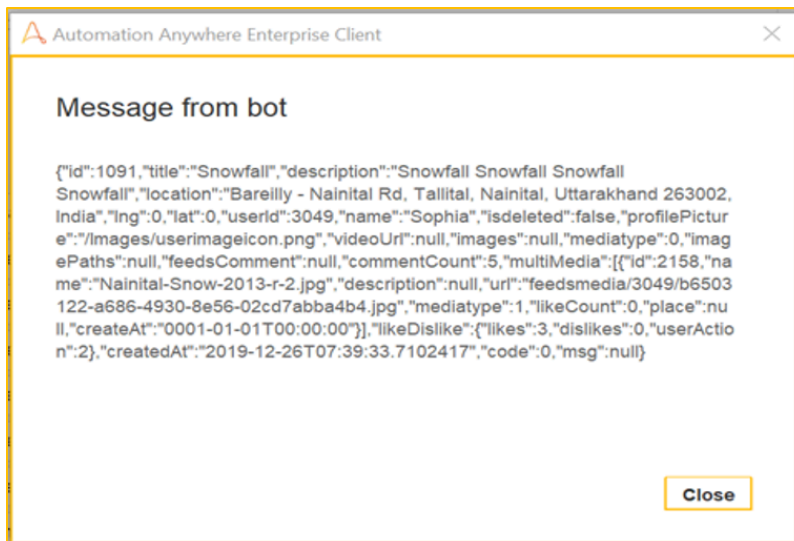 Automation Anywhere Enterprise Client
Message from bot
{"id":1091,"title":"Snowfall","description":"Snowfall Snowfall Snowfall
Snowfall","location":"Bareilly - Nainital Rd, Tallital, Nainital, Uttarakhand 263002,
India","lng":0,"lat":0,"userId":3049,"name":"Sophia","isdeleted":false,"profilePictur
e":"/Images/userimageicon.png","videoUrl":null,"images":null,"mediatype":0,"imag
ePaths":null,"feedsComment":null,"commentCount":5,"multiMedia":[{"id":2158,"na
me":"Nainital-Snow-2013-r-2.jpg","description":null,"url":"feedsmedia/3049/b6503
122-a686-4930-8e56-02cd7abba4b4.jpg","mediatype":1,"likeCount":0,"place":nu
ll,"createAt":"0001-01-01T00:00:00"}],"likeDislike":{"likes":3,"dislikes":0,"userActio
n":2},"createdAt":"2019-12-26T07:39:33.7102417","code":0,"msg":null}
Close